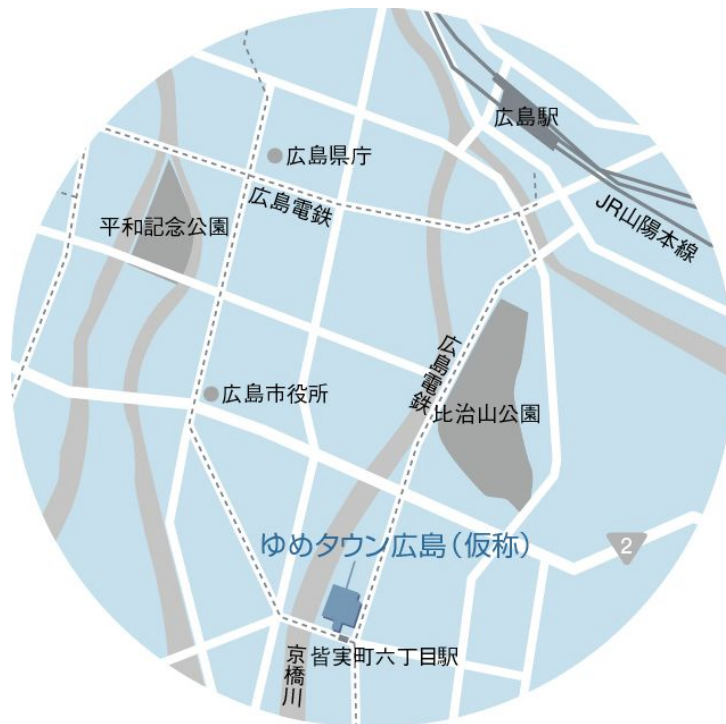 広島駅
広島県庁
広島電鉄
平和記念公園
JR山陽本線
広島電鉄
広島市役所
比治山公園
2
ゆめタウン広島（仮称）
皆実町六丁目駅
京橋川